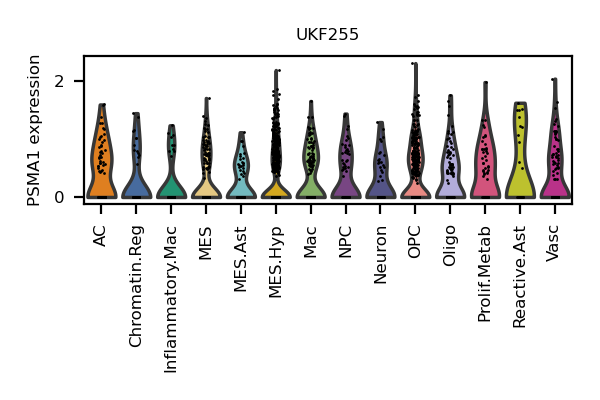 UKF255
PSMA1 expression
2
0
AC
Chromatin.Reg
Inflammatory.Mac
MES
MES.Ast
MES.Hyp
Mac
NPC
Neuron
OPC
Oligo
Prolif.Metab
Reactive.Ast
Vasc